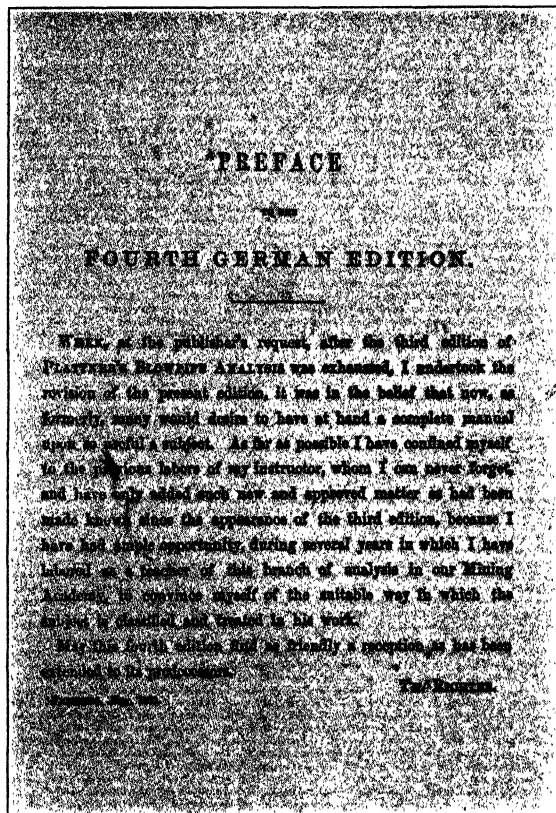 PREFACE
TO THE
FOURTH GERMAN EDITION.
WHEN, at the publisher's request, after the third edition of
PLATTNER'S BLOWPIPE ANALYSIS was exhausted, I undertook the
revision of the present edition, it was in the belief that now, as
formerly, many would desire to have at hand a complete manual
upon so useful a subject. As far as possible I have confined myself
to the previous labors of my instructor, whom I can never forget,
and have only added such new and approved matter as had been
made known since the appearance of the third edition, because I
have had ample opportunity, during several years in which I have
labored as a teacher of this branch of analysis in our Mining
Academy, to convince myself of the suitable way in which the
subject is classified and treated in his work.
May this fourth edition find as friendly a reception as has been
extended to its predecessors.
TH. RICHTER.